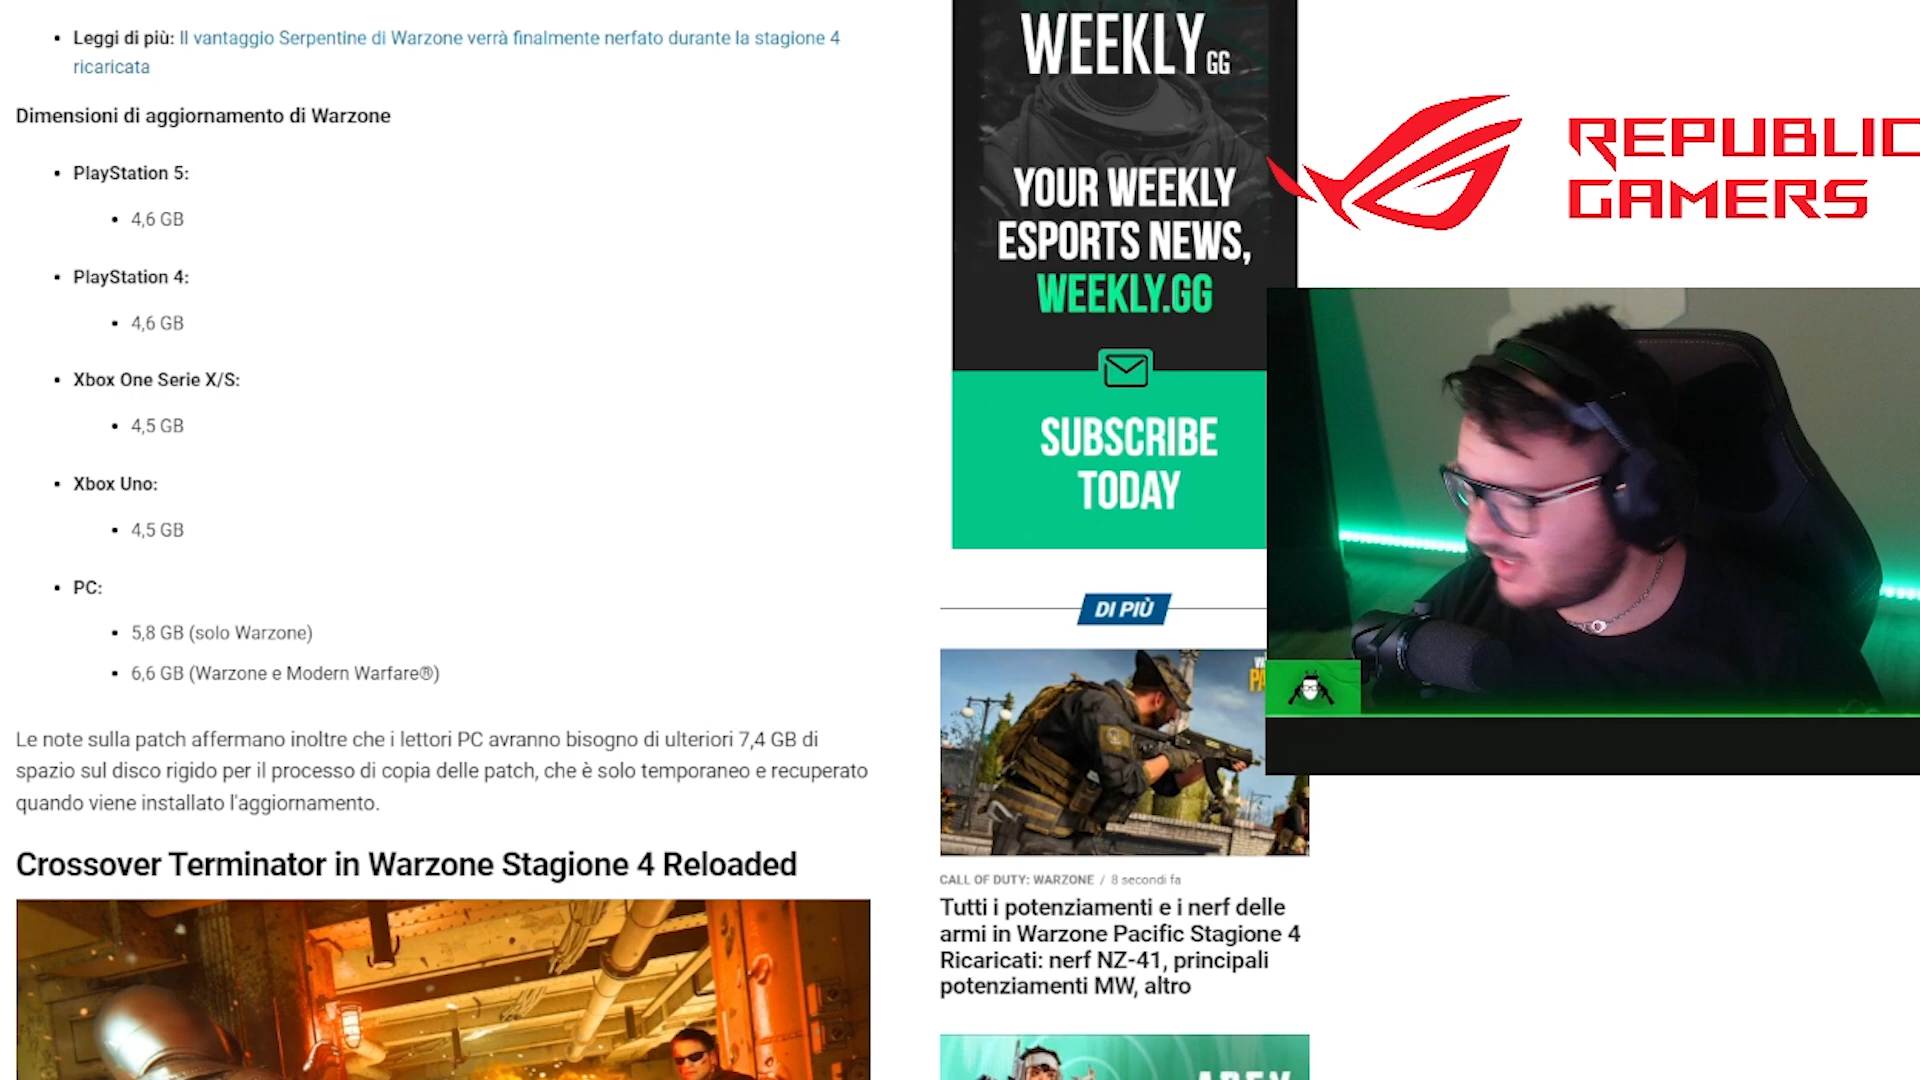 Leggi di più: Il vantaggio Serpentine di Warzone verrà finalmente nerfato durante la stagione 4
ricaricata
Dimensioni di aggiornamento di Warzone
PlayStation 5:
4,6 GB
PlayStation 4:
4,6 GB
Xbox One Serie X/S:
4,5 GB
Xbox Uno:
4,5 GB
PC:
5,8 GB (solo Warzone)
6,6 GB (Warzone e Modern Warfare®)
Le note sulla patch affermano inoltre che i lettori PC avranno bisogno di ulteriori 7,4 GB di
spazio sul disco rigido per il processo di copia delle patch, che è solo temporaneo e recuperato
quando viene installato l'aggiornamento.
Crossover Terminator in Warzone Stagione 4 Reloaded
WEEKLY GG
YOUR WEEKLY
ESPORTS NEWS,
WEEKLY.GG
SUBSCRIBE
TODAY
DI PIÙ
CALL OF DUTY: WARZONE / 8 secondi fa
Tutti i potenziamenti e i nerf delle
armi in Warzone Pacific Stagione 4
Ricaricati: nerf NZ-41, principali
potenziamenti MW, altro
REPUBLIC
GAMERS